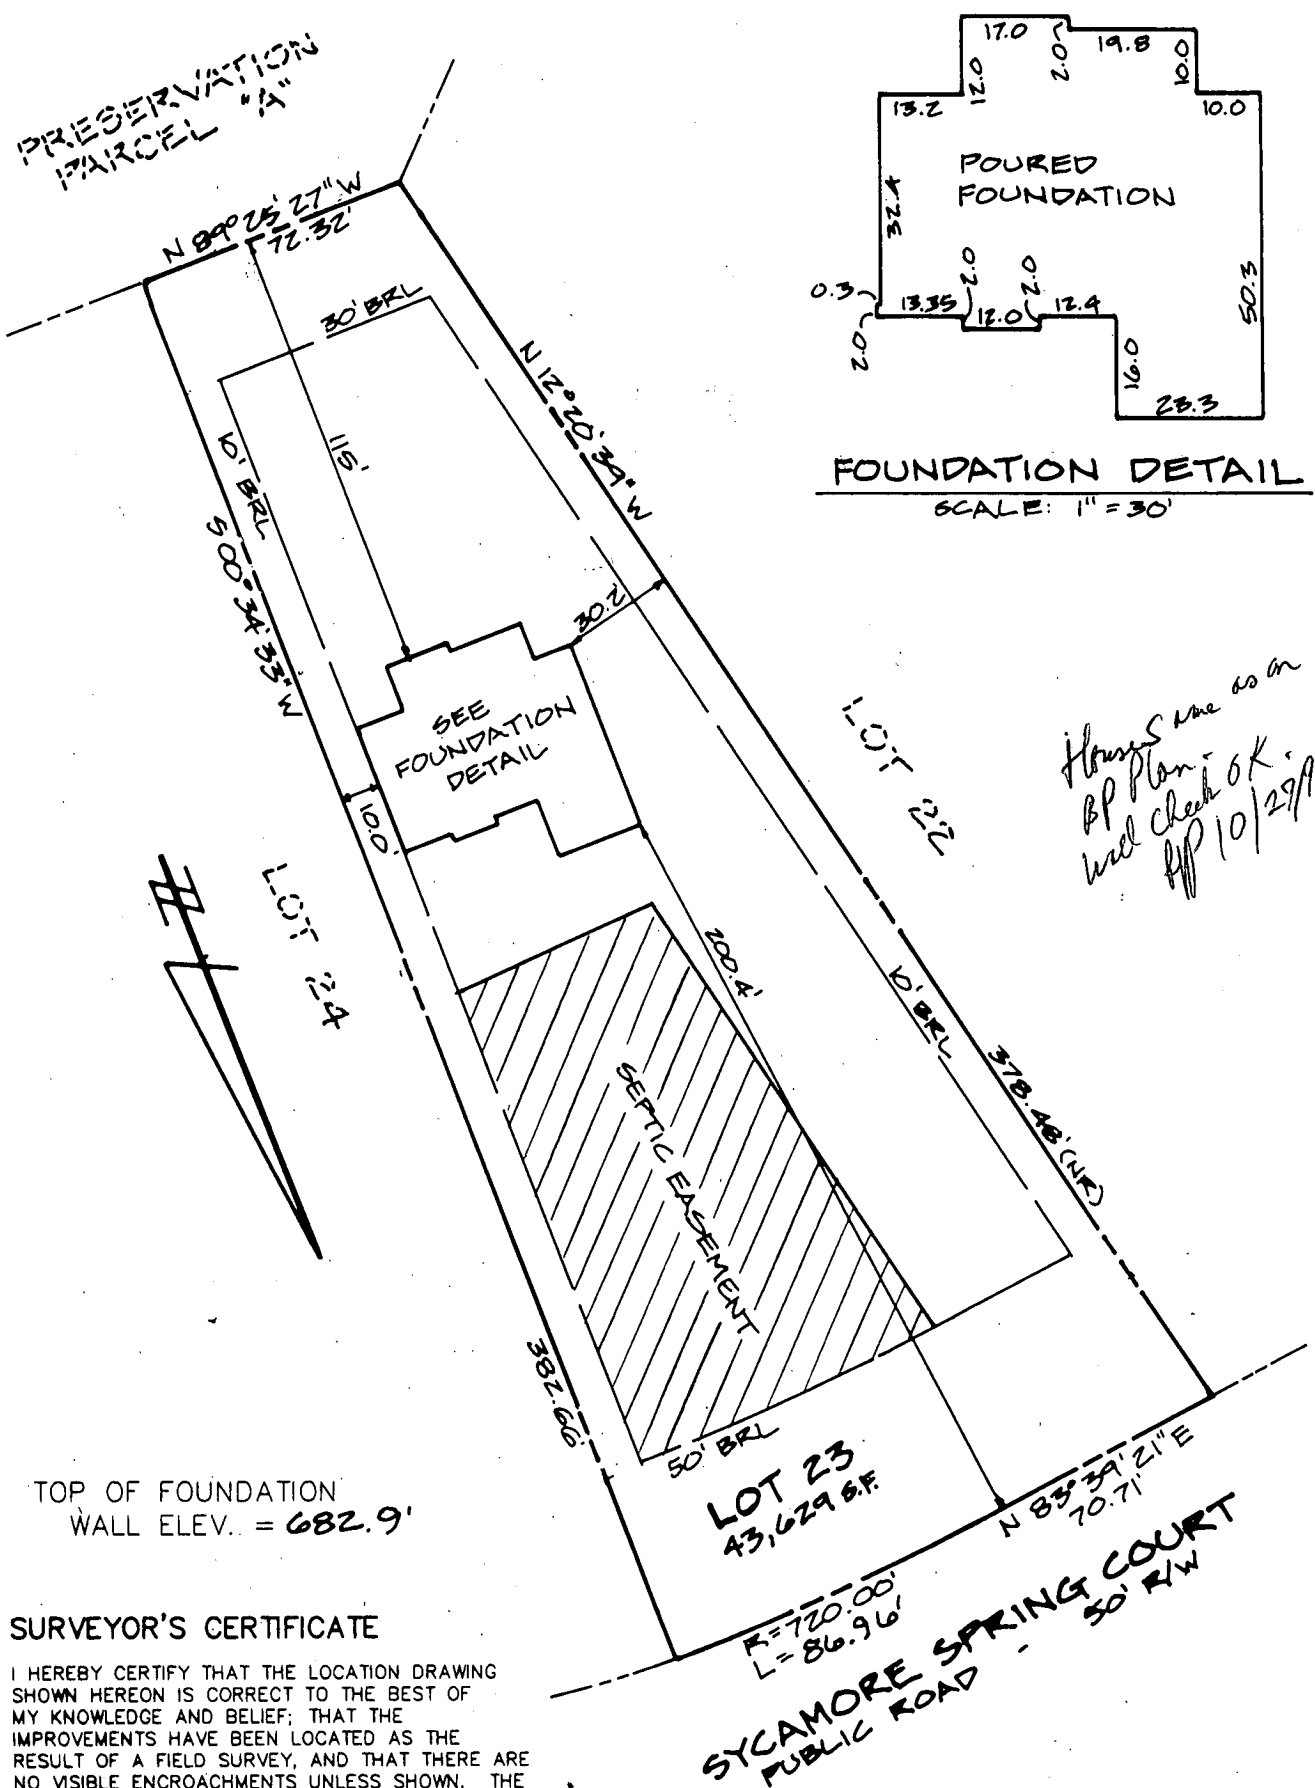 PRESERVATION
PARCEL "A"
N 89° 25' 27" W
72.32'
30' BRL
N 12° 20' 39" W
115'
10' BRL
S 00° 34' 33" W
30.2
SEE
FOUNDATION
DETAIL
10.0'
LOT 24
LOT 22
200.4'
10' BRL
378.48' (NR)
SEPTIC EASEMENT
382.66'
50' BRL
LOT 23
43,629 S.F.
N 83° 39' 21" E
70.71'
R=720.00'
L=86.96'
SYCAMORE SPRING COURT
PUBLIC ROAD - 50' R/W
17.0
2.0
19.8
10.0
12.0
13.2
10.0
POURED
FOUNDATION
32.4
50.3
0.3
2.0
13.35
2.0
12.0
2.0
12.4
16.0
23.3
FOUNDATION DETAIL
SCALE: 1" = 30'
House same as on
BP Plan.
well check OK.
10/29/
TOP OF FOUNDATION
WALL ELEV.. = 682.9'
SURVEYOR'S CERTIFICATE
I HEREBY CERTIFY THAT THE LOCATION DRAWING
SHOWN HEREON IS CORRECT TO THE BEST OF
MY KNOWLEDGE AND BELIEF; THAT THE
IMPROVEMENTS HAVE BEEN LOCATED AS THE
RESULT OF A FIELD SURVEY, AND THAT THERE ARE
NO VISIBLE ENCROACHMENTS UNLESS SHOWN. THE